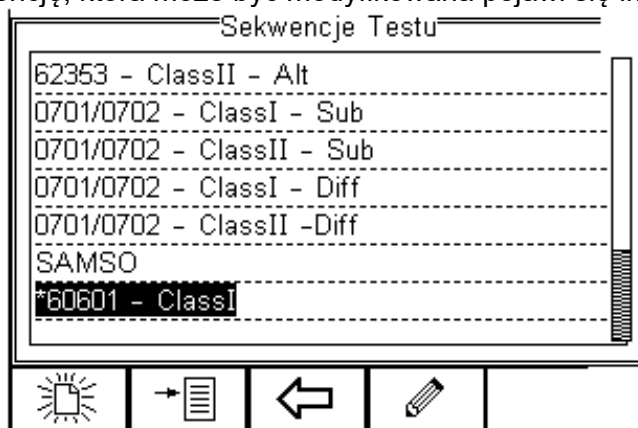 Sekwencje Testu
62353 - ClassII - Alt
0701/0702 - ClassI - Sub
0701/0702 - ClassII - Sub
0701/0702 - ClassI - Diff
0701/0702 - ClassII -Diff
SAMSO
*60601 - ClassI